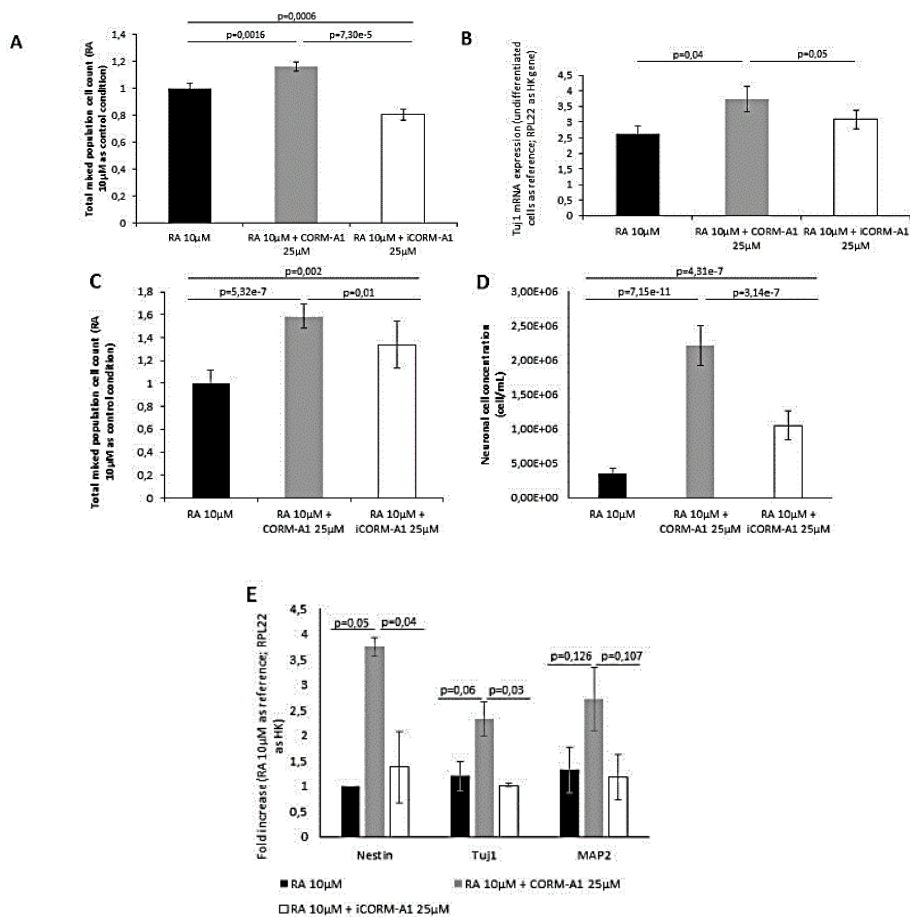 A
p=0,0006
p=0,0016
p=7,30e-5
Total mixed population cell count (RA
10μM as control condition)
1,4
1,2
1
0,8
0,6
0,4
0,2
0
RA 10μM
RA 10μM + CORM-A1
25μM
RA 10μM + iCORM-A1
25μM
B
p=0,04
p=0,05
Tuj1 mRNA expression (undifferentiated
cells as reference; RPL22 as HK gene)
4,5
4
3,5
3
2,5
2
1,5
1
0,5
0
RA 10μM
RA 10μM + CORM-A1
25μM
RA 10μM + iCORM-A1
25μM
C
p=0,002
p=5,32e-7
p=0,01
Total mixed population cell count (RA
10μM as control condition)
1,8
1,6
1,4
1,2
1
0,8
0,6
0,4
0,2
0
RA 10μM
RA 10μM +
CORM-A1 25μM
RA 10μM +
iCORM-A1 25μM
D
p=4,31e-7
p=7,15e-11
p=3,14e-7
Neuronal cell concentration
(cell/mL)
3,00E+06
2,50E+06
2,00E+06
1,50E+06
1,00E+06
5,00E+05
0,00E+00
RA 10μM
RA 10μM +
CORM-A1 25μM
RA 10μM +
iCORM-A1 25μM
E
Fold increase (RA 10μM as reference; RPL22
as HK)
4,5
4
3,5
3
2,5
2
1,5
1
0,5
0
p=0,05
p=0,04
p=0,06
p=0,03
p=0,126
p=0,107
Nestin
Tuj1
MAP2
RA 10μM
RA 10μM + CORM-A1 25μM
RA 10μM + iCORM-A1 25μM